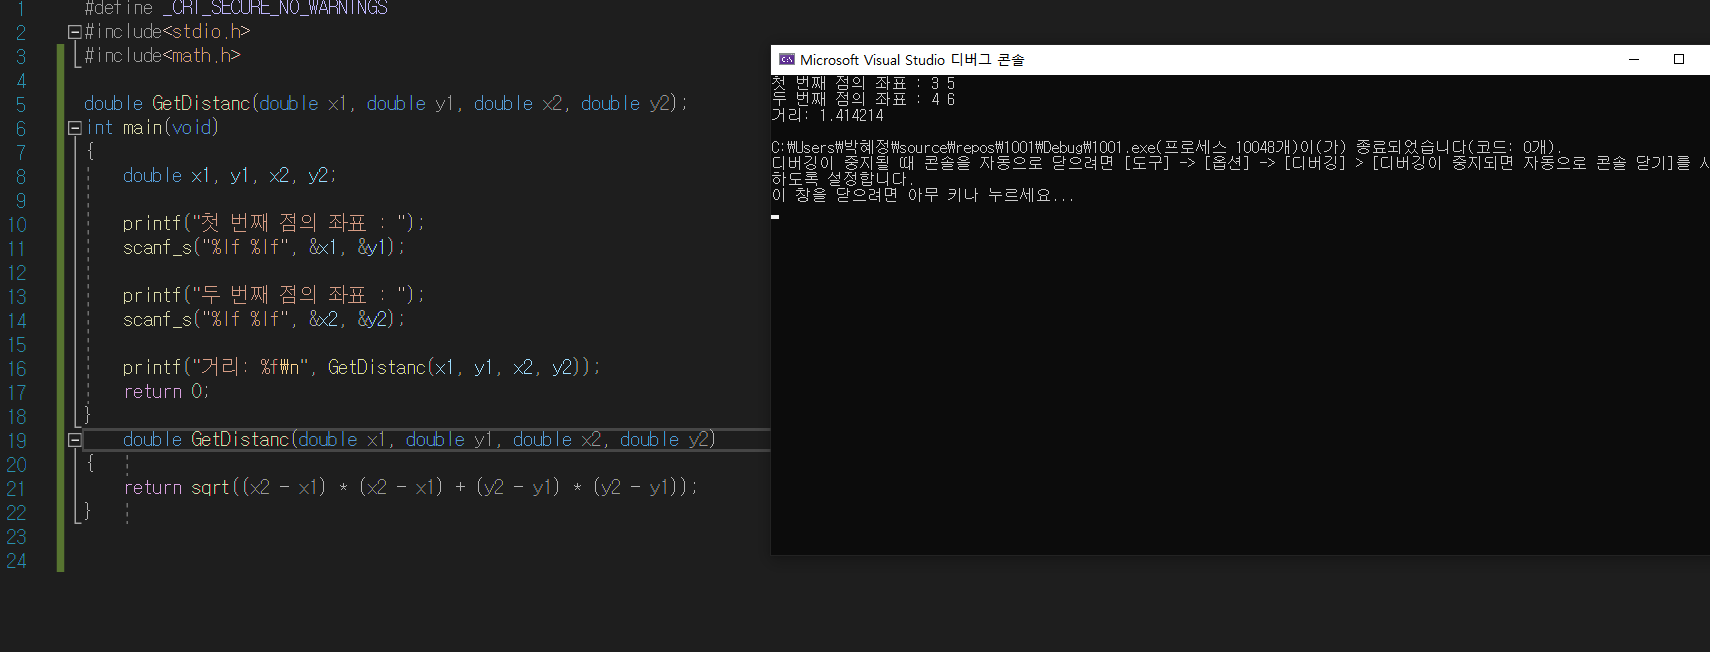 1 #define _CRT_SECURE_NO_WARNINGS
2 #include<stdio.h>
3 #include<math.h>
4
5 double GetDistanc(double x1, double y1, double x2, double y2);
6 int main(void)
7 {
8 double x1, y1, x2, y2;
9
10 printf("첫 번째 점의 좌표 : ");
11 scanf_s("%lf %lf", &x1, &y1);
12
13 printf("두 번째 점의 좌표 : ");
14 scanf_s("%lf %lf", &x2, &y2);
15
16 printf("거리: %f₩n", GetDistanc(x1, y1, x2, y2));
17 return 0;
18 }
19 double GetDistanc(double x1, double y1, double x2, double y2)
20 {
21 return sqrt((x2 - x1) * (x2 - x1) + (y2 - y1) * (y2 - y1));
22 }
23
24
Microsoft Visual Studio 디버그 콘솔
첫 번째 점의 좌표 : 3 5
두 번째 점의 좌표 : 4 6
거리: 1.414214
C:₩Users₩박혜정₩source₩repos₩1001₩Debug₩1001.exe(프로세스 10048개)이(가) 종료되었습니다(코드: 0개).
디버깅이 중지될 때 콘솔을 자동으로 닫으려면 [도구] -> [옵션] -> [디버깅] > [디버깅이 중지되면 자동으로 콘솔 닫기]를 사
하도록 설정합니다.
이 창을 닫으려면 아무 키나 누르세요...